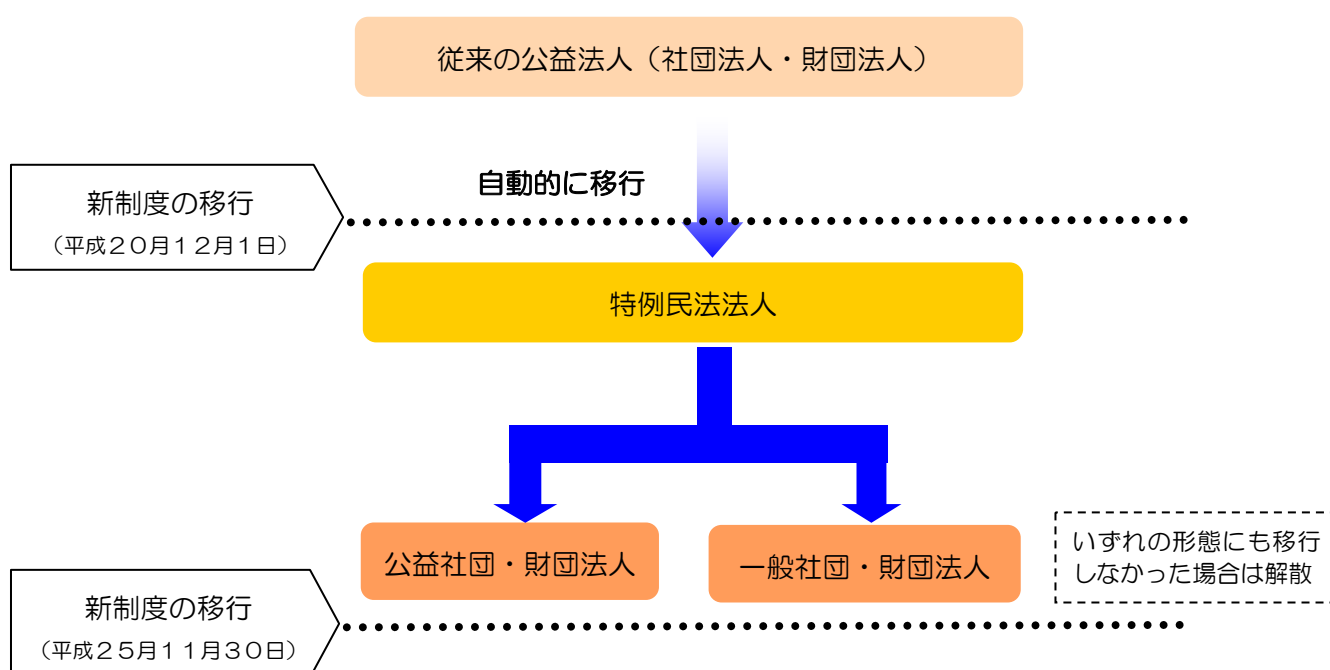 従来の公益法人（社団法人・財団法人）
自動的に移行
新制度の移行
（平成２０月１２月１日）
特例民法法人
公益社団・財団法人
一般社団・財団法人
いずれの形態にも移行
しなかった場合は解散
新制度の移行
（平成２５月１１月３０日）